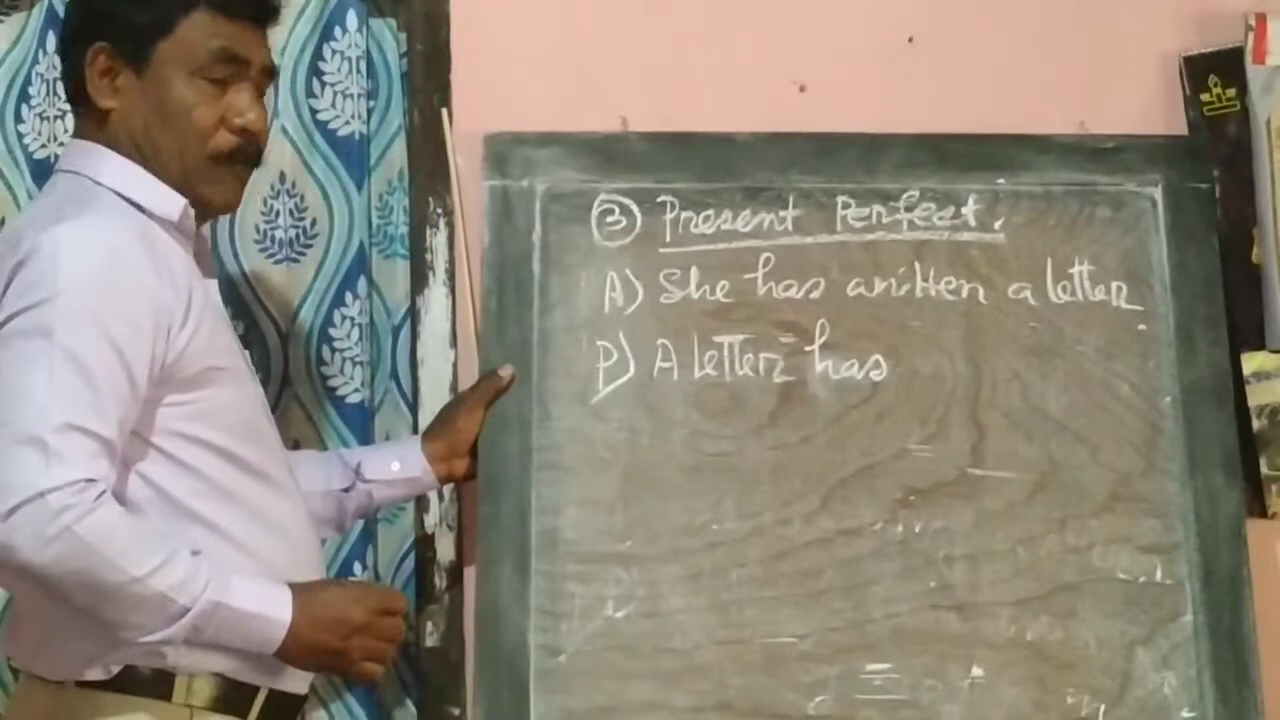 ③ Present Perfect.
A) She has written a letter.
P) A letter has